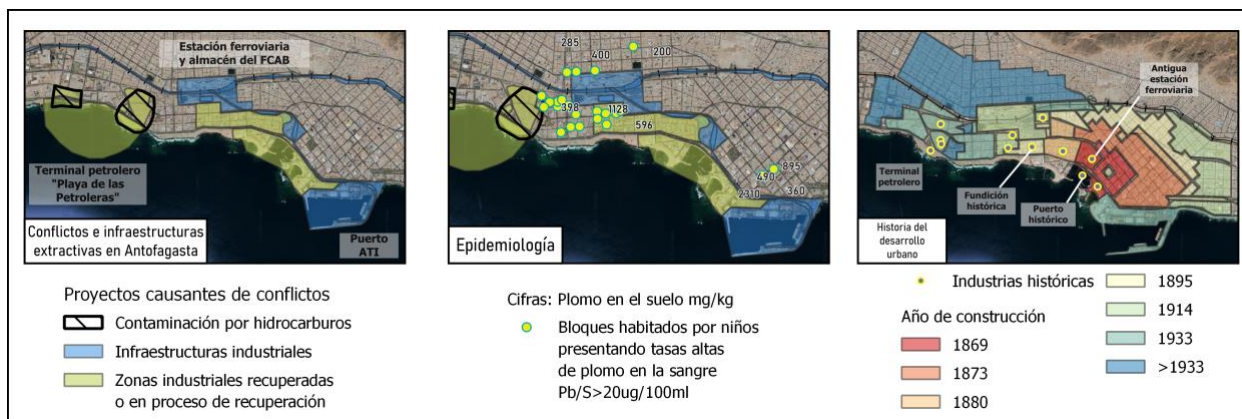 Estación ferroviaria
y almacén del FCAB
Terminal petrolero
"Playa de las
Petroleras"
Conflictos e infraestructuras
extractivas en Antofagasta
Puerto
ATI
Proyectos causantes de conflictos
Contaminación por hidrocarburos
Infraestructuras industriales
Zonas industriales recuperadas
o en proceso de recuperación
285
400
200
398
1128
596
895
490
2310
360
Epidemiología
Cifras: Plomo en el suelo mg/kg
Bloques habitados por niños
presentando tasas altas
de plomo en la sangre
Pb/S>20ug/100ml
Antigua
estación
ferroviaria
Terminal
petrolero
Fundición
histórica
Puerto
histórico
Historia del
desarrollo
urbano
Industrias históricas
Año de construcción
1869
1873
1880
1895
1914
1933
>1933